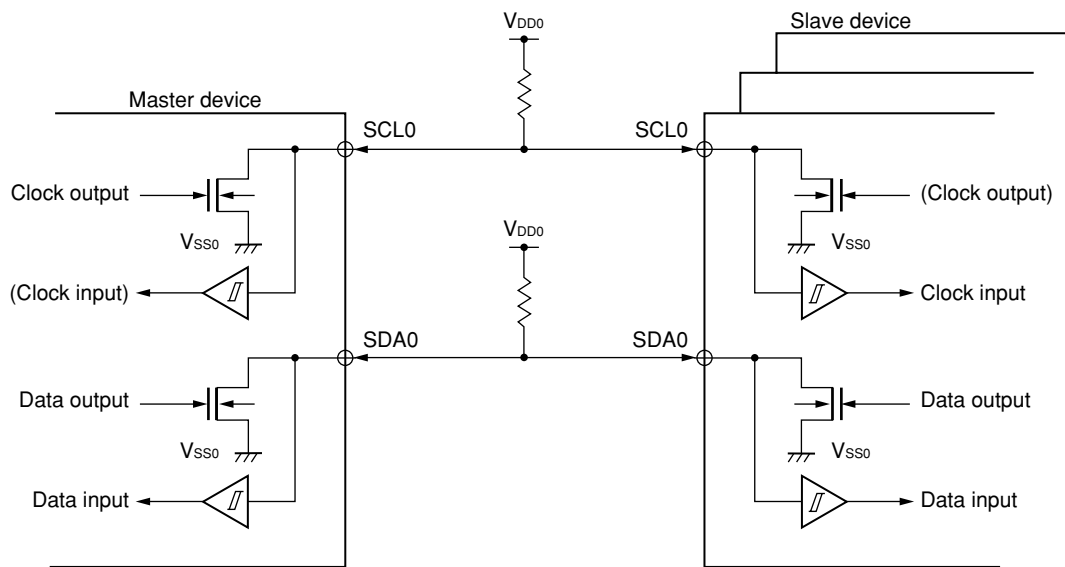 VDD0
Slave device
Master device
SCL0
SCL0
Clock output
(Clock output)
VSS0
VSS0
VDD0
(Clock input)
Clock input
SDA0
SDA0
Data output
Data output
VSS0
VSS0
Data input
Data input